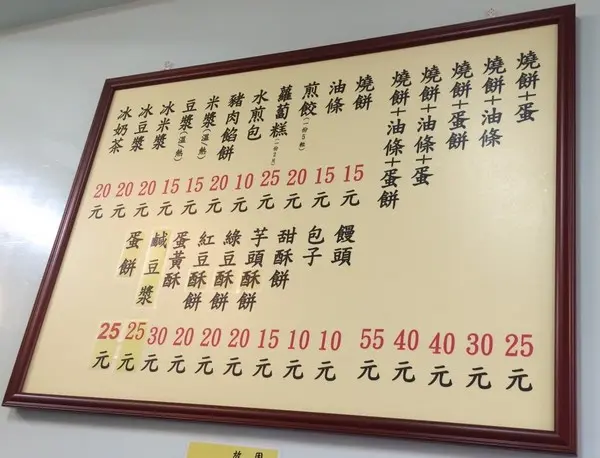 燒餅+蛋 25元
燒餅+油條 30元
燒餅+蛋餅 40元
燒餅+油條+蛋 40元
燒餅+油條+蛋餅 55元
燒餅 15元
油條 15元
煎餃(一份5粒) 20元
蘿蔔糕 25元
水煎包 10元
豬肉餡餅 20元
米漿(溫/熱) 15元
豆漿(溫/熱) 15元
冰米漿 20元
冰豆漿 20元
冰奶茶 20元
饅頭 10元
包子 10元
甜酥餅 15元
芋頭酥餅 20元
綠豆酥餅 20元
紅豆酥餅 20元
蛋黃酥 30元
鹹豆漿 25元
蛋餅 25元